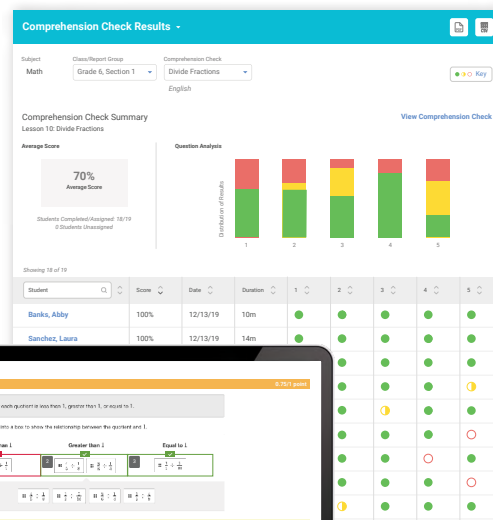 Comprehension Check Results
CSV
Subject Class/Report Group Comprehension Check
Math Grade 6, Section 1 Divide Fractions
English
Key
Comprehension Check Summary View Comprehension Check
Lesson 10: Divide Fractions
Average Score Question Analysis
70%
Average Score
Students Completed/Assigned: 18/19
0 Students Unassigned
Distribution of Results
1 2 3 4 5
Showing 18 of 19
Student Score Date Duration 1 2 3 4 5
Banks, Abby 100% 12/13/19 10m
Sanchez, Laura 100% 12/13/19 14m
0.75/1 point
each quotient is less than 1, greater than 1, or equal to 1.
into a box to show the relationship between the quotient and 1.
Greater than 1 Equal to 1
2 3